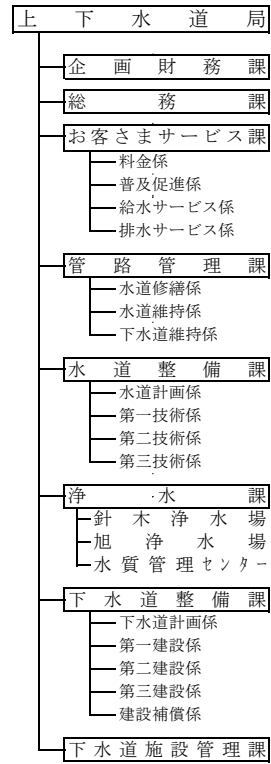 上下水道局
企画財務課
総務課
お客さまサービス課
料金係
普及促進係
給水サービス係
排水サービス係
管路管理課
水道修繕係
水道維持係
下水道維持係
水道整備課
水道計画係
第一技術係
第二技術係
第三技術係
浄水課
針木浄水場
旭浄水場
水質管理センター
下水道整備課
下水道計画係
第一建設係
第二建設係
第三建設係
建設補償係
下水道施設管理課